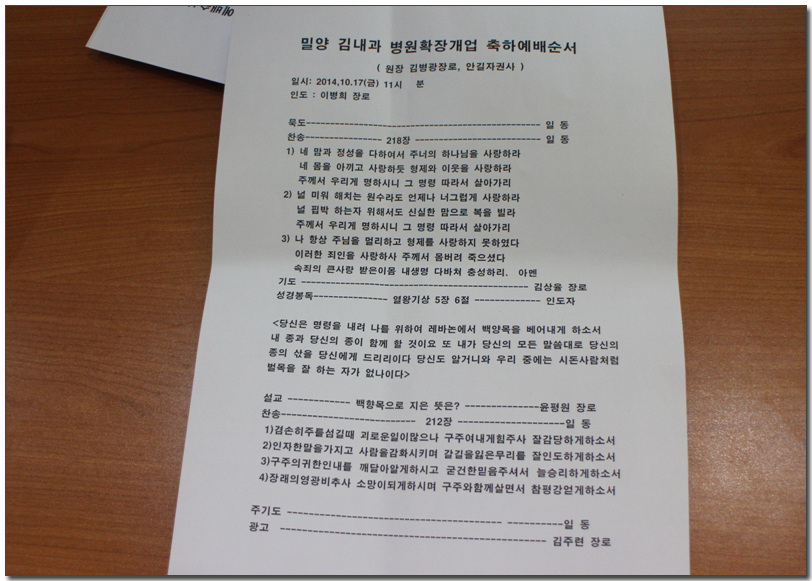 밀양 김내과 병원확장개업 축하예배순서
( 원장 김병광장로, 안길자권사 )
일시: 2014,10.17(금) 11시 분
인도 : 이병희 장로
묵도------------------------------------------------ 일 동
찬송---------------- 218장 -------------------------- 일 동
1) 네 맘과 정성을 다하여서 주너의 하나님을 사랑하라
네 몸을 아끼고 사랑하듯 형제와 이웃을 사랑하라
주께서 우리게 명하시니 그 명령 따라서 살아가리
2) 널 미워 해치는 원수라도 언제나 너그럽게 사랑하라
널 핍박 하는자 위해서도 신실한 맘으로 복을 빌라
주께서 우리게 명하시니 그 명령 따라서 살아가리
3) 나 항상 주님을 멀리하고 형제를 사랑하지 못하였다
이러한 죄인을 사랑하사 주께서 몸버려 죽으셨다
속죄의 큰사랑 받은이몸 내생명 다바쳐 충성하리. 아멘
기도 ----------------------------------------------- 김상율 장로
성경봉독--------------- 열왕기상 5장 6절 ------------- 인도자
<당신은 명령을 내려 나를 위하여 레바논에서 백양목을 베어내게 하소서
내 종과 당신의 종이 함께 할 것이요 또 내가 당신의 모든 말씀대로 당신의
종의 삯을 당신에게 드리리이다 당신도 알거니와 우리 중에는 시돈사람처럼
벌목을 잘 하는 자가 없나이다>
설교 ------------- 백향목으로 지은 뜻은? ---------------윤평원 장로
찬송--------------------------- 212장 ---------------------일 동
1)겸손히주를섬길때 괴로운일이많으나 구주여내게힘주사 잘감당하게하소서
2)인자한말을가지고 사람을감화시키며 갈길을잃은무리를 잘인도하게하소서
3)구주의귀한인내를 깨달아알게하시고 굳건한믿음주셔서 늘승리하게하소서
4)장래의영광비추사 소망이되게하시며 구주와함께살면서 참평강얻게하소서
주기도 ------------------------------------------- -----------일 동
광고 ---------------------------------------------------- 김주련 장로